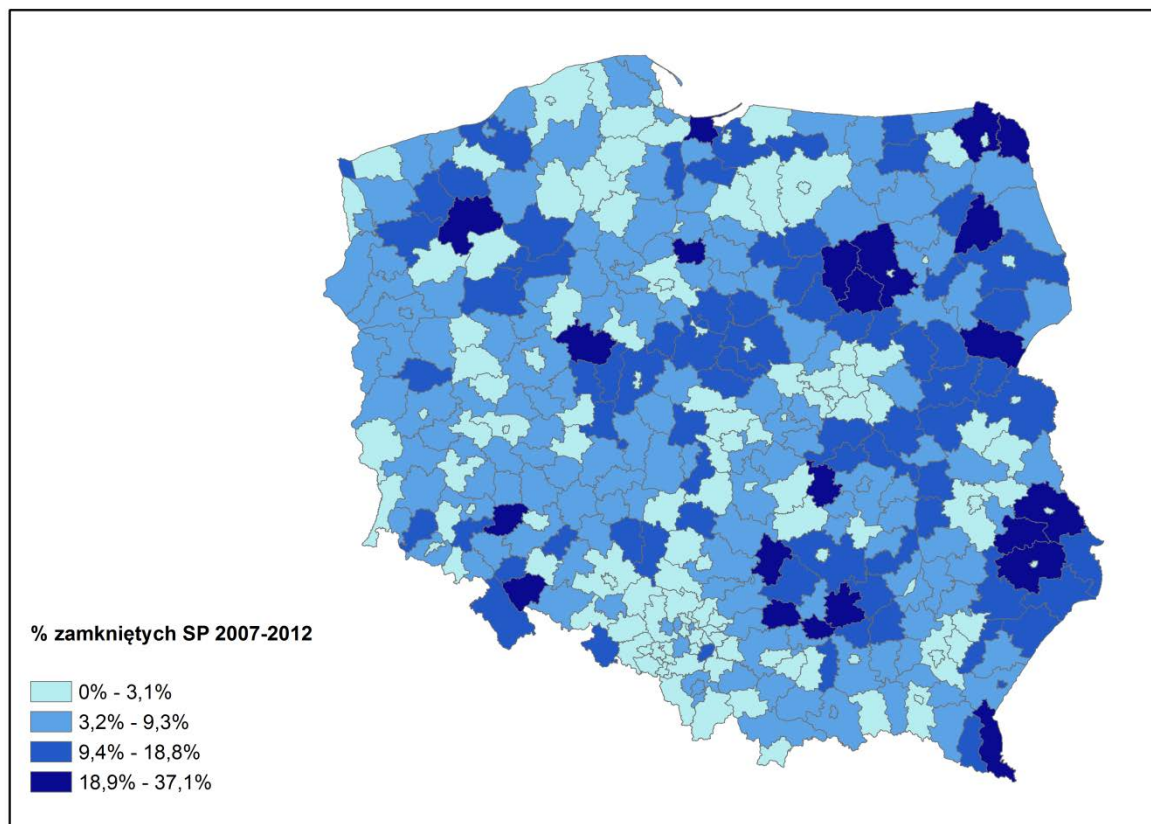 % zamkniętych SP 2007-2012
0% - 3,1%
3,2% - 9,3%
9,4% - 18,8%
18,9% - 37,1%